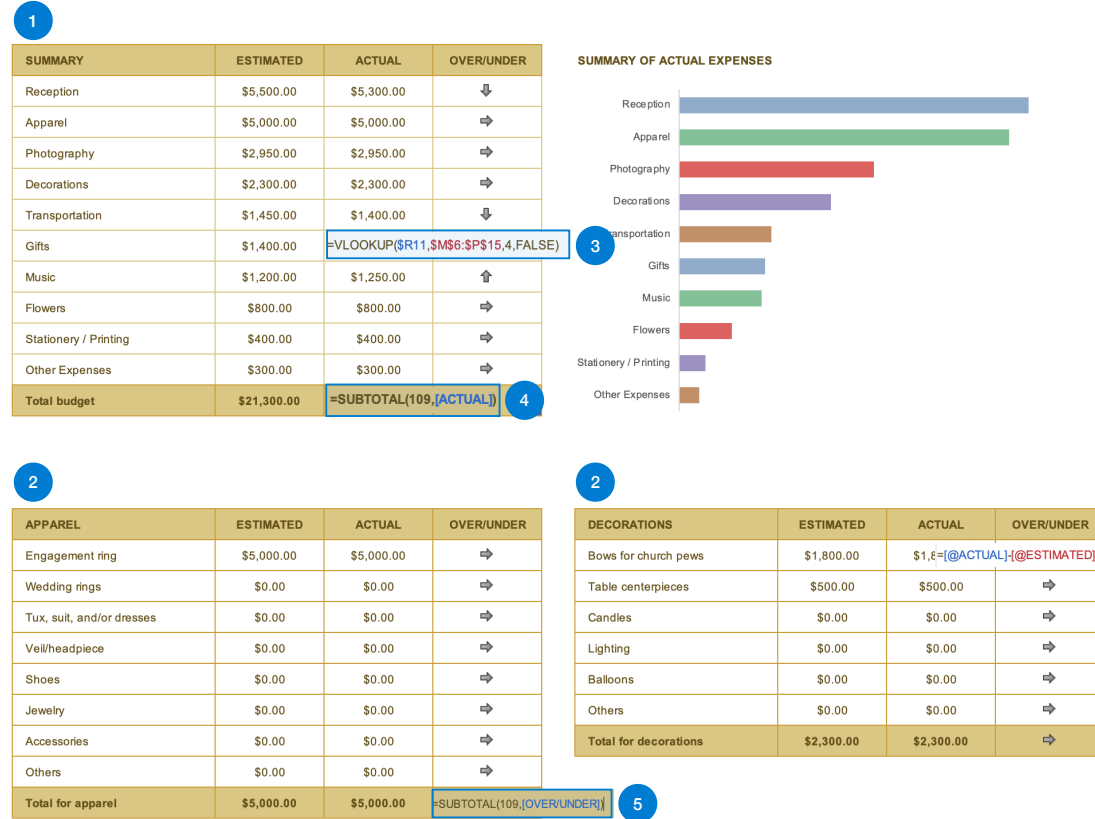 1
SUMMARY ESTIMATED ACTUAL OVER/UNDER
Reception $5,500.00 $5,300.00
Apparel $5,000.00 $5,000.00
Photography $2,950.00 $2,950.00
Decorations $2,300.00 $2,300.00
Transportation $1,450.00 $1,400.00
Gifts $1,400.00 =VLOOKUP($R11,$M$6:$P$15,4,FALSE) 3
Music $1,200.00 $1,250.00
Flowers $800.00 $800.00
Stationery / Printing $400.00 $400.00
Other Expenses $300.00 $300.00
Total budget $21,300.00 =SUBTOTAL(109,[ACTUAL]) 4
SUMMARY OF ACTUAL EXPENSES
Reception
Apparel
Photography
Decorations
ransportation
Gifts
Music
Flowers
Stationery / Printing
Other Expenses
2
APPAREL ESTIMATED ACTUAL OVER/UNDER
Engagement ring $5,000.00 $5,000.00
Wedding rings $0.00 $0.00
Tux, suit, and/or dresses $0.00 $0.00
Veil/headpiece $0.00 $0.00
Shoes $0.00 $0.00
Jewelry $0.00 $0.00
Accessories $0.00 $0.00
Others $0.00 $0.00
Total for apparel $5,000.00 $5,000.00 =SUBTOTAL(109,[OVER/UNDER]) 5
2
DECORATIONS ESTIMATED ACTUAL OVER/UNDER
Bows for church pews $1,800.00 $1,8 =[@ACTUAL]-[@ESTIMATED]
Table centerpieces $500.00 $500.00
Candles $0.00 $0.00
Lighting $0.00 $0.00
Balloons $0.00 $0.00
Others $0.00 $0.00
Total for decorations $2,300.00 $2,300.00